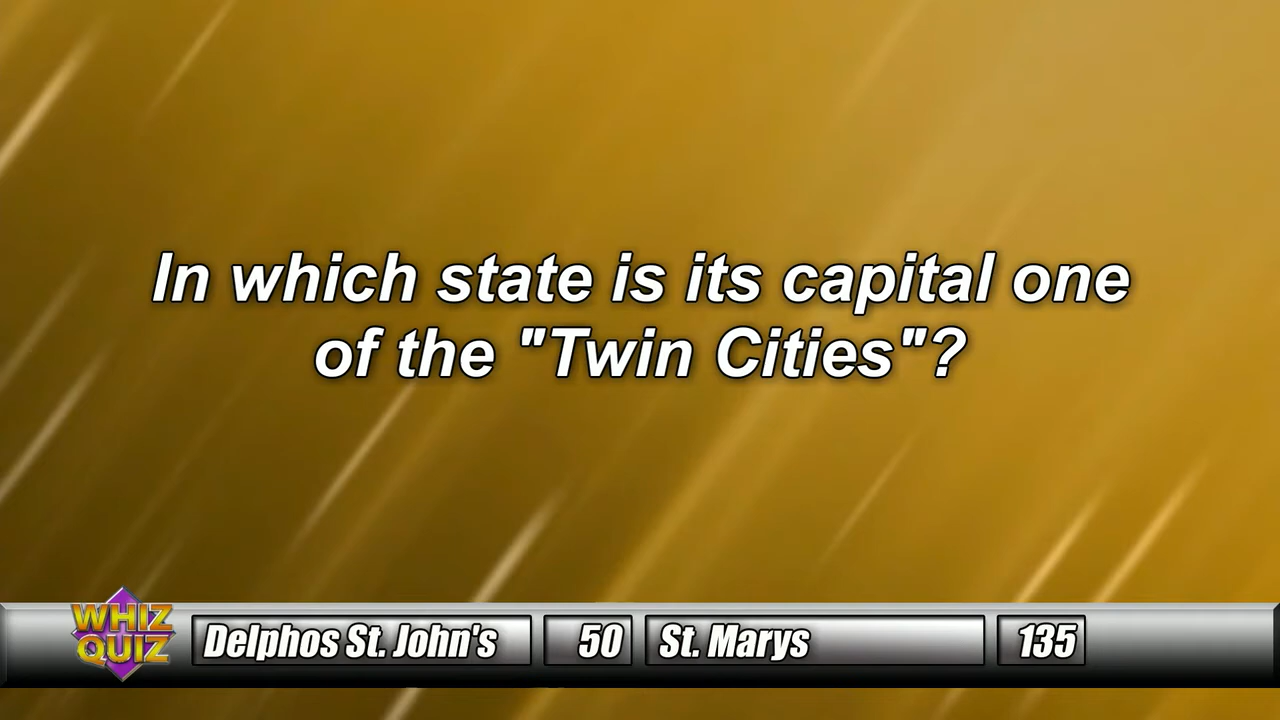 In which state is its capital one
of the "Twin Cities"?
WHIZ
QUIZ
Delphos St. John's 50 St. Marys 135